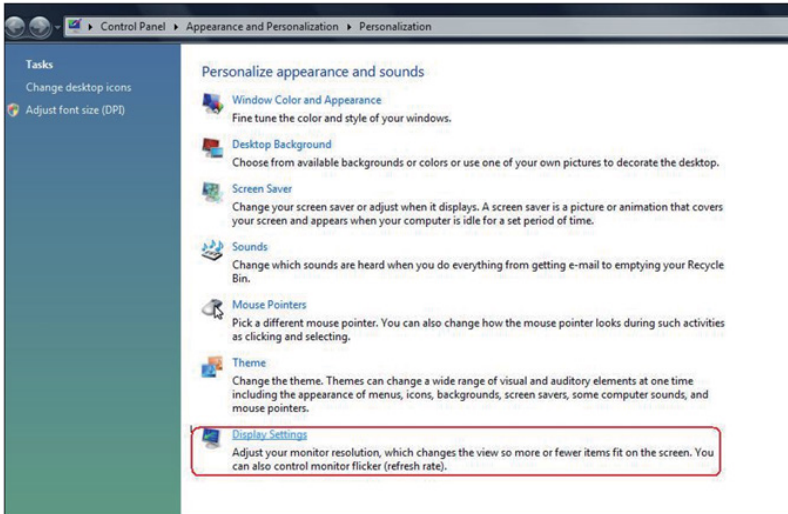 Control Panel ▸ Appearance and Personalization ▸ Personalization
Tasks
Change desktop icons
Adjust font size (DPI)
Personalize appearance and sounds
Window Color and Appearance
Fine tune the color and style of your windows.
Desktop Background
Choose from available backgrounds or colors or use one of your own pictures to decorate the desktop.
Screen Saver
Change your screen saver or adjust when it displays. A screen saver is a picture or animation that covers
your screen and appears when your computer is idle for a set period of time.
Sounds
Change which sounds are heard when you do everything from getting e-mail to emptying your Recycle
Bin.
Mouse Pointers
Pick a different mouse pointer. You can also change how the mouse pointer looks during such activities
as clicking and selecting.
Theme
Change the theme. Themes can change a wide range of visual and auditory elements at one time
including the appearance of menus, icons, backgrounds, screen savers, some computer sounds, and
mouse pointers.
Display Settings
Adjust your monitor resolution, which changes the view so more or fewer items fit on the screen. You
can also control monitor flicker (refresh rate).